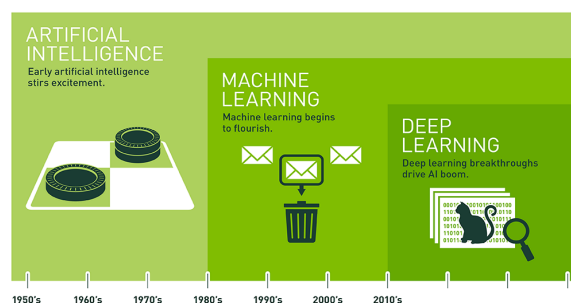 ARTIFICIAL
INTELLIGENCE
Early artificial intelligence
stirs excitement.
MACHINE
LEARNING
Machine learning begins
to flourish.
DEEP
LEARNING
Deep learning breakthroughs
drive AI boom.
1950's 1960's 1970's 1980's 1990's 2000's 2010's